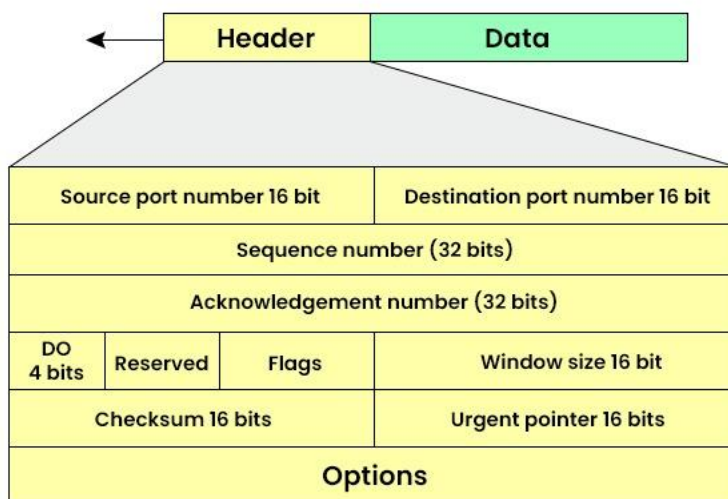 Header
Data
Source port number 16 bit
Destination port number 16 bit
Sequence number (32 bits)
Acknowledgement number (32 bits)
DO
4 bits
Reserved
Flags
Window size 16 bit
Checksum 16 bits
Urgent pointer 16 bits
Options